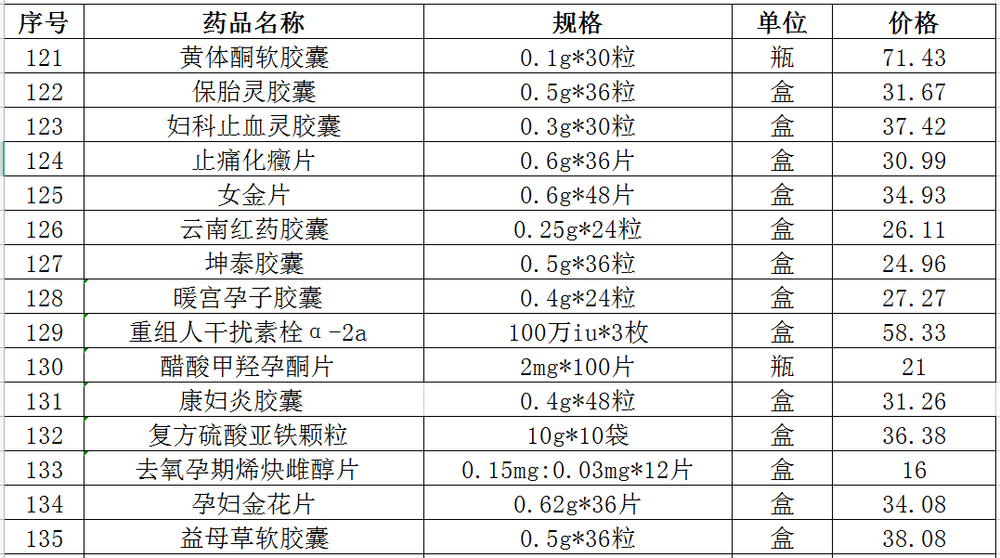 序号 药品名称 规格 单位 价格
121 黄体酮软胶囊 0.1g*30粒 瓶 71.43
122 保胎灵胶囊 0.5g*36粒 盒 31.67
123 妇科止血灵胶囊 0.3g*30粒 盒 37.42
124 止痛化癥片 0.6g*36片 盒 30.99
125 女金片 0.6g*48片 盒 34.93
126 云南红药胶囊 0.25g*24粒 盒 26.11
127 坤泰胶囊 0.5g*36粒 盒 24.96
128 暖宫孕子胶囊 0.4g*24粒 盒 27.27
129 重组人干扰素栓α-2a 100万iu*3枚 盒 58.33
130 醋酸甲羟孕酮片 2mg*100片 瓶 21
131 康妇炎胶囊 0.4g*48粒 盒 31.26
132 复方硫酸亚铁颗粒 10g*10袋 盒 36.38
133 去氧孕期烯炔雌醇片 0.15mg:0.03mg*12片 盒 16
134 孕妇金花片 0.62g*36片 盒 34.08
135 益母草软胶囊 0.5g*36粒 盒 38.08